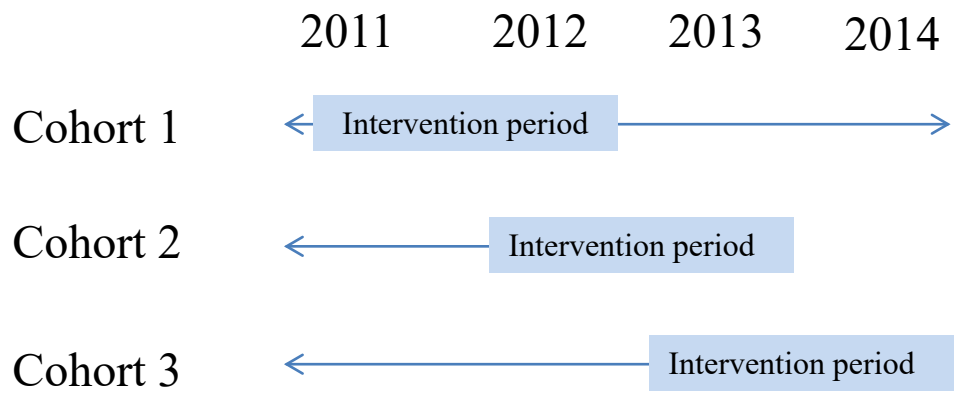 2011 2012 2013 2014
Cohort 1 Intervention period
Cohort 2 Intervention period
Cohort 3 Intervention period